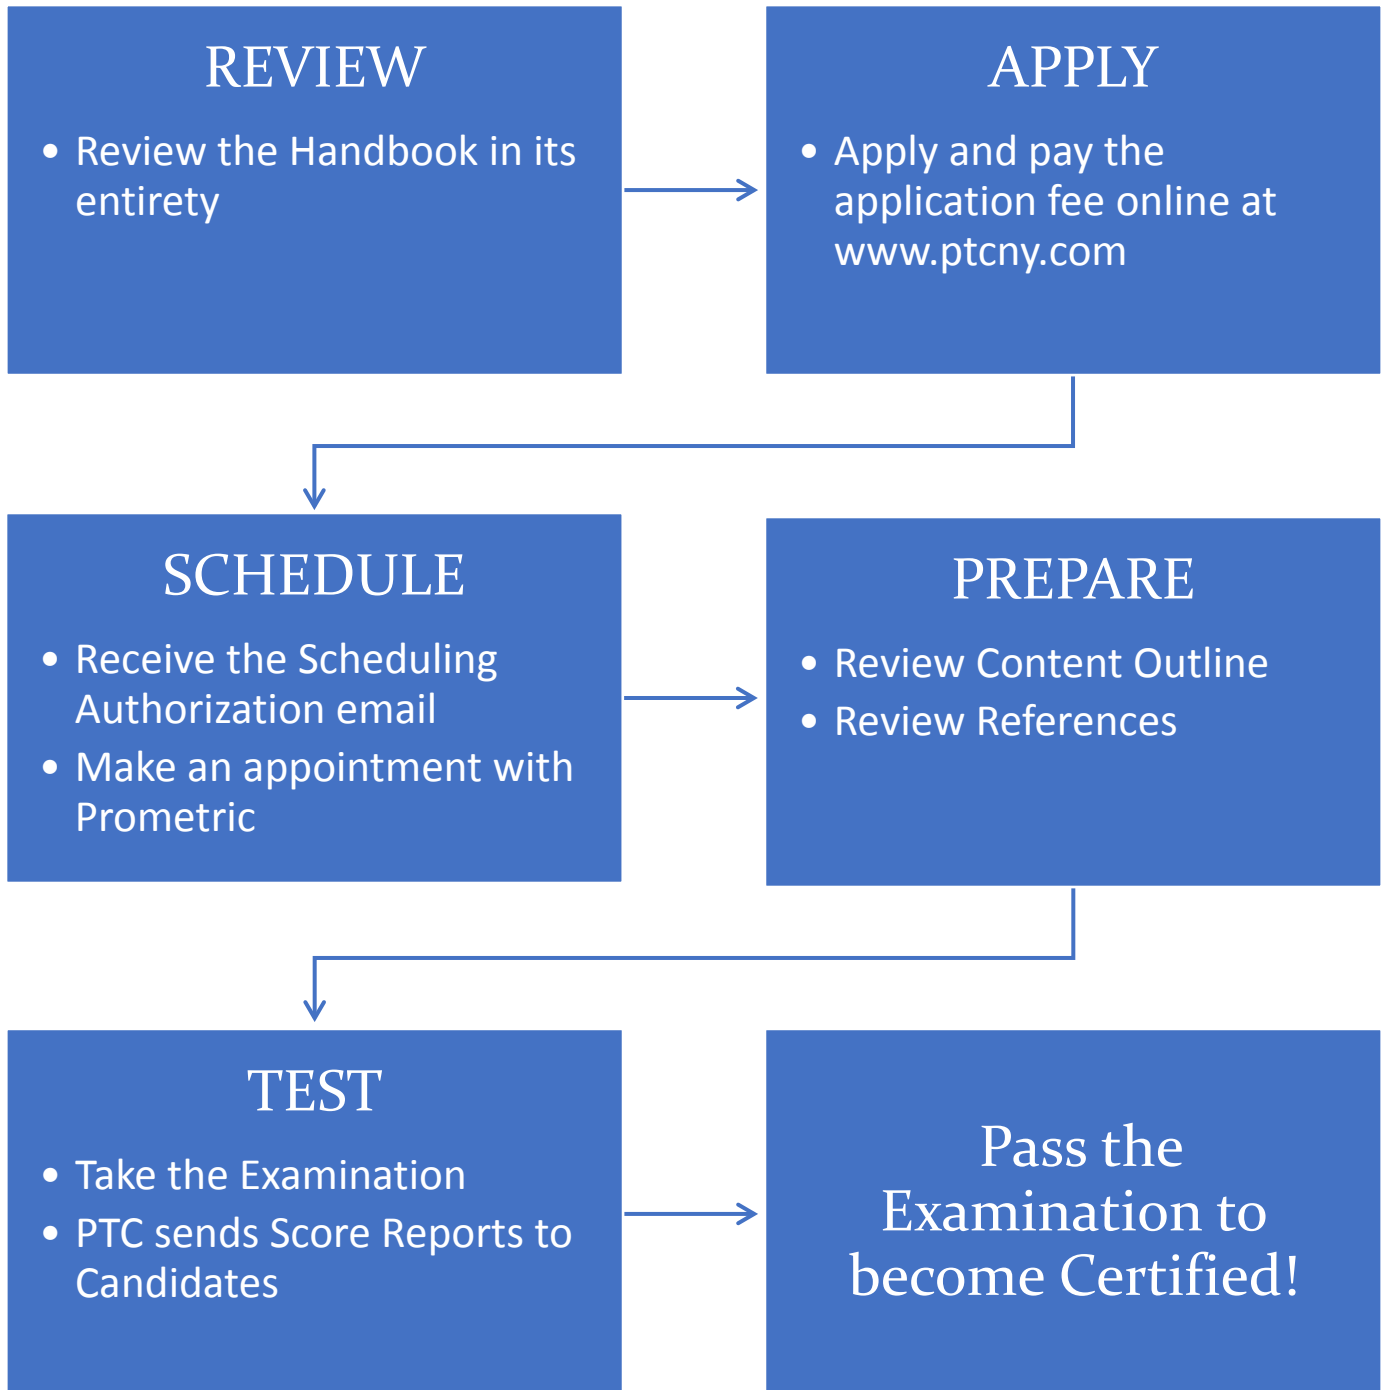 REVIEW
• Review the Handbook in its
entirety
APPLY
• Apply and pay the
application fee online at
www.ptcny.com
SCHEDULE
• Receive the Scheduling
Authorization email
• Make an appointment with
Prometric
PREPARE
• Review Content Outline
• Review References
TEST
• Take the Examination
• PTC sends Score Reports to
Candidates
Pass the
Examination to
become Certified!